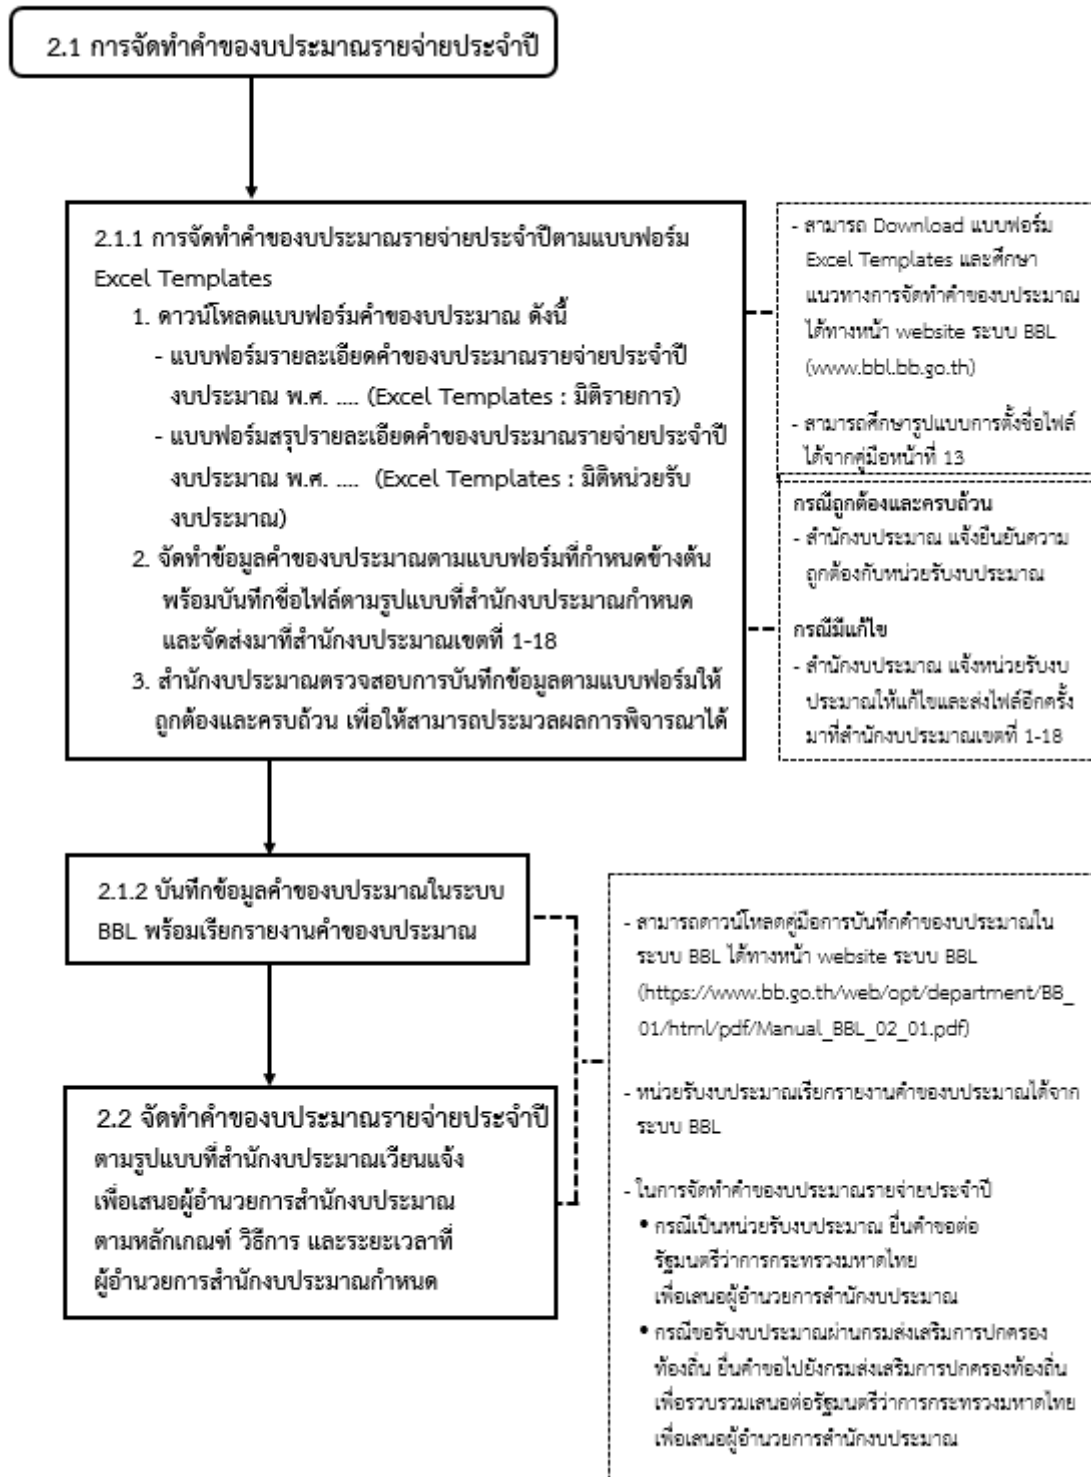 2.1 การจัดทำคำของบประมาณรายจ่ายประจำปี
2.1.1 การจัดทำคำของบประมาณรายจ่ายประจำปีตามแบบฟอร์ม
Excel Templates
1. ดาวน์โหลดแบบฟอร์มคำของบประมาณ ดังนี้
- แบบฟอร์มรายละเอียดคำของบประมาณรายจ่ายประจำปี
งบประมาณ พ.ศ. .... (Excel Templates : มิติรายการ)
- แบบฟอร์มสรุปรายละเอียดคำของบประมาณรายจ่ายประจำปี
งบประมาณ พ.ศ. .... (Excel Templates : มิติหน่วยรับ
งบประมาณ)
2. จัดทำข้อมูลคำของบประมาณตามแบบฟอร์มที่กำหนดข้างต้น
พร้อมบันทึกชื่อไฟล์ตามรูปแบบที่สำนักงบประมาณกำหนด
และจัดส่งมาที่สำนักงบประมาณเขตที่ 1-18
3. สำนักงบประมาณตรวจสอบการบันทึกข้อมูลตามแบบฟอร์มให้
ถูกต้องและครบถ้วน เพื่อให้สามารถประมวลผลการพิจารณาได้
- สามารถ Download แบบฟอร์ม
Excel Templates และศึกษา
แนวทางการจัดทำคำของบประมาณ
ได้ทางหน้า website ระบบ BBL
(www.bbl.bb.go.th)
- สามารถศึกษารูปแบบการตั้งชื่อไฟล์
ได้จากคู่มือหน้าที่ 13
กรณีถูกต้องและครบถ้วน
- สำนักงบประมาณ แจ้งยืนยันความ
ถูกต้องกับหน่วยรับงบประมาณ
กรณีมีแก้ไข
- สำนักงบประมาณ แจ้งหน่วยรับงบ
ประมาณให้แก้ไขและส่งไฟล์อีกครั้ง
มาที่สำนักงบประมาณเขตที่ 1-18
2.1.2 บันทึกข้อมูลคำของบประมาณในระบบ
BBL พร้อมเรียกรายงานคำของบประมาณ
2.2 จัดทำคำของบประมาณรายจ่ายประจำปี
ตามรูปแบบที่สำนักงบประมาณเวียนแจ้ง
เพื่อเสนอผู้อำนวยการสำนักงบประมาณ
ตามหลักเกณฑ์ วิธีการ และระยะเวลาที่
ผู้อำนวยการสำนักงบประมาณกำหนด
- สามารถดาวน์โหลดคู่มือการบันทึกคำของบประมาณใน
ระบบ BBL ได้ทางหน้า website ระบบ BBL
(https://www.bb.go.th/web/opt/department/BB_
01/html/pdf/Manual_BBL_02_01.pdf)
- หน่วยรับงบประมาณเรียกรายงานคำของบประมาณได้จาก
ระบบ BBL
- ในการจัดทำคำของบประมาณรายจ่ายประจำปี
• กรณีเป็นหน่วยรับงบประมาณ ยื่นคำขอต่อ
รัฐมนตรีว่าการกระทรวงมหาดไทย
เพื่อเสนอผู้อำนวยการสำนักงบประมาณ
• กรณีขอรับงบประมาณผ่านกรมส่งเสริมการปกครอง
ท้องถิ่น ยื่นคำขอไปยังกรมส่งเสริมการปกครองท้องถิ่น
เพื่อรวบรวมเสนอต่อรัฐมนตรีว่าการกระทรวงมหาดไทย
เพื่อเสนอผู้อำนวยการสำนักงบประมาณ